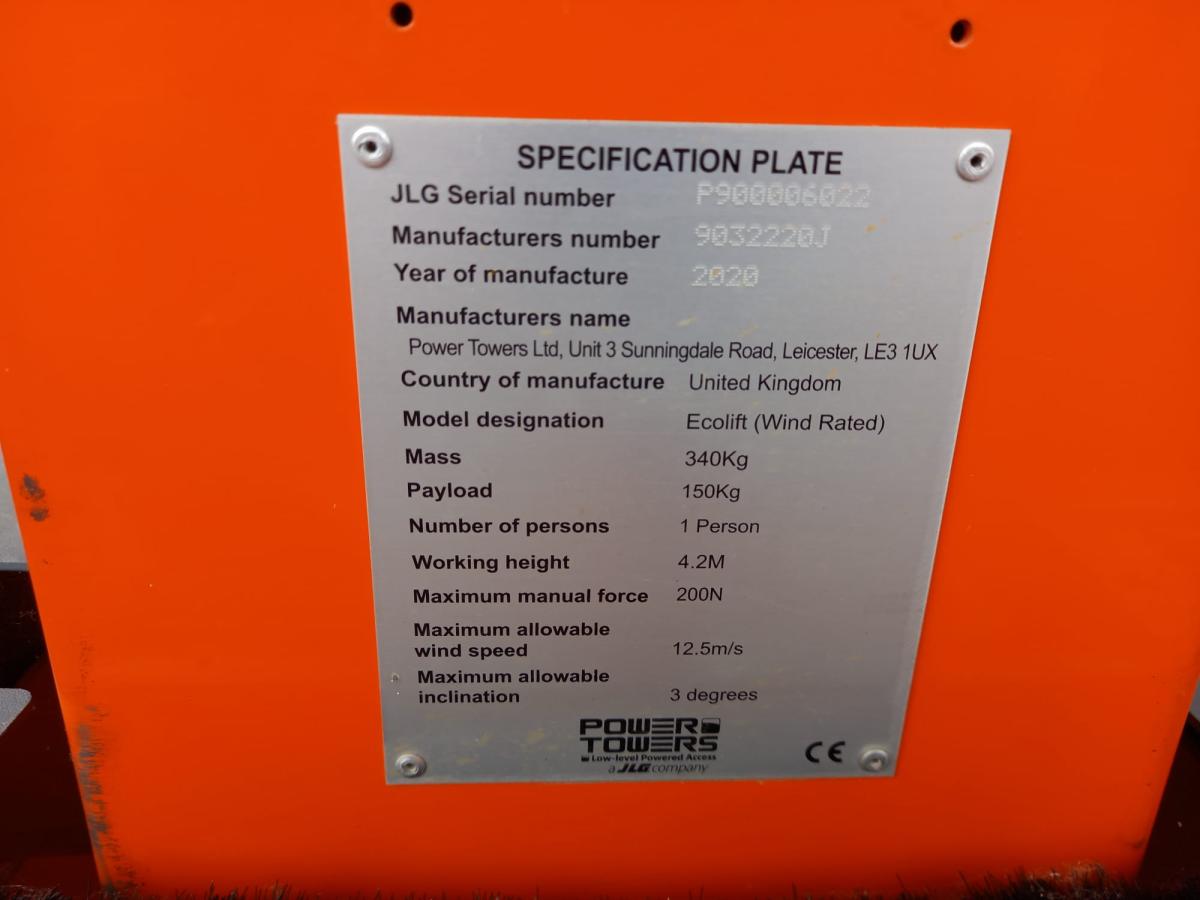 SPECIFICATION PLATE
JLG Serial number P900006022
Manufacturers number 9032220J
Year of manufacture 2020
Manufacturers name
Power Towers Ltd, Unit 3 Sunningdale Road, Leicester, LE3 1UX
Country of manufacture United Kingdom
Model designation Ecolift (Wind Rated)
Mass 340Kg
Payload 150Kg
Number of persons 1 Person
Working height 4.2M
Maximum manual force 200N
Maximum allowable
wind speed 12.5m/s
Maximum allowable
inclination 3 degrees
POWER
TOWERS
Low-level Powered Access
a JLG company
CE